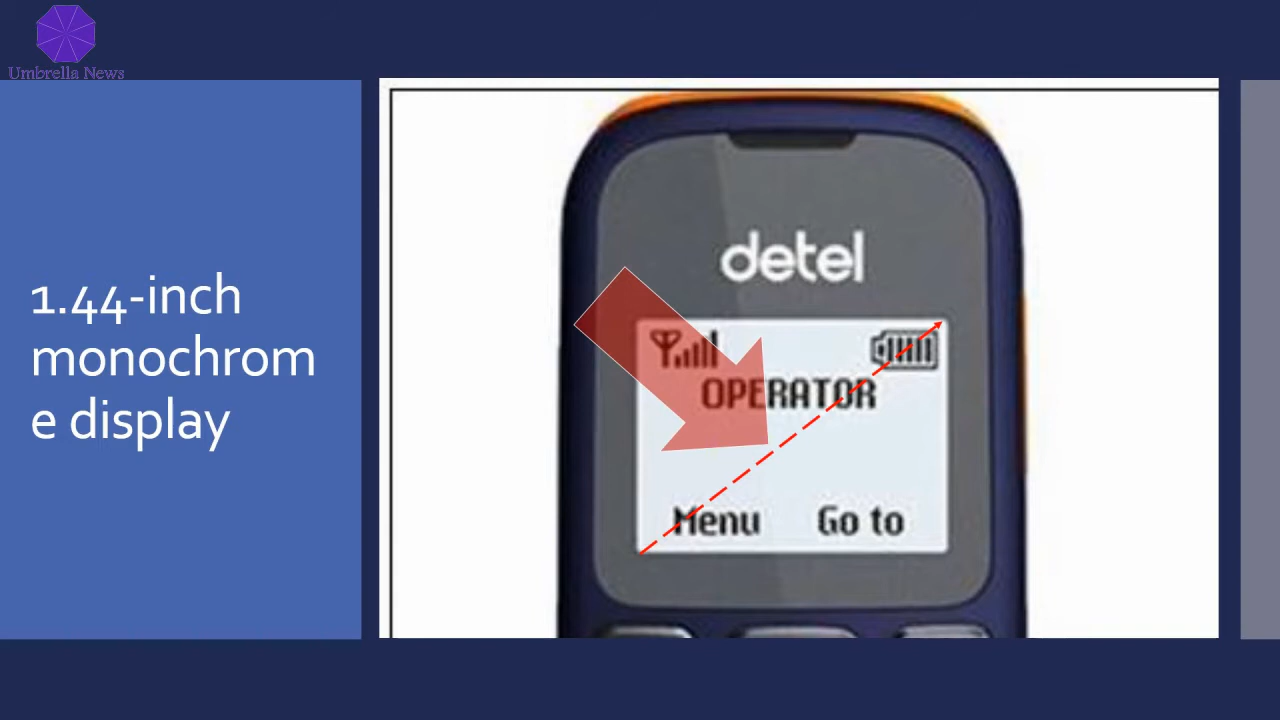 Umbrella News
1.44-inch
monochrom
e display
detel
OPERATOR
Menu Go to